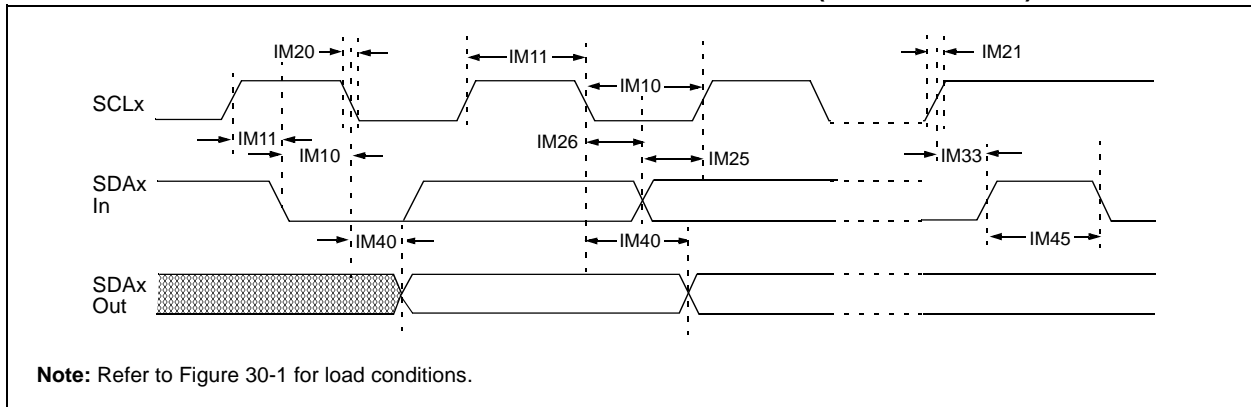 IM20
IM11
IM21
IM10
SCLx
IM11
IM26
IM10
IM25
IM33
SDAx
In
IM40
IM40
IM45
SDAx
Out
Note: Refer to Figure 30-1 for load conditions.